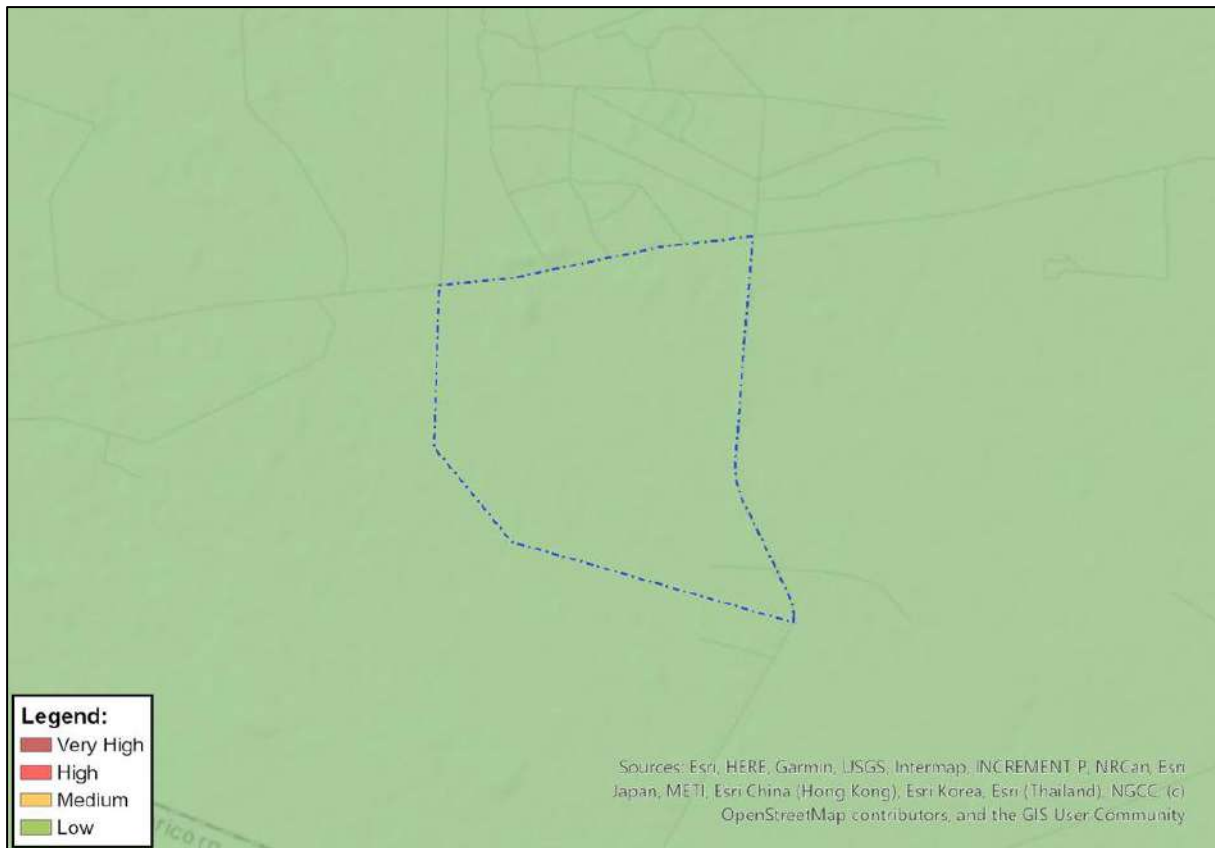 Legend:
Very High
High
Medium
Low
Sources: Esri, HERE, Garmin, USGS, Intermap, INCREMENT P, NRCan, Esri
Japan, METI, Esri China (Hong Kong), Esri Korea, Esri (Thailand), NGCC, (c)
OpenStreetMap contributors, and the GIS User Community